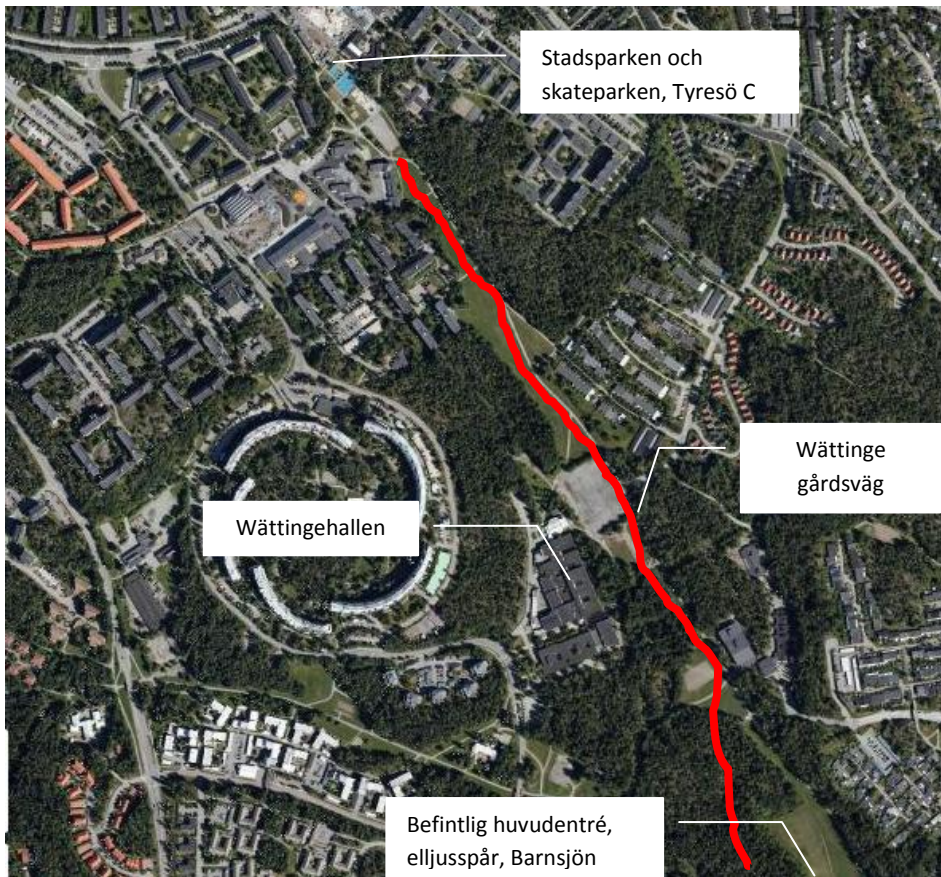 Stadsparken och
skateparken, Tyresö C
Wättinge
gårdsväg
Wättingehallen
Befintlig huvudentré,
elljusspår, Barnsjön